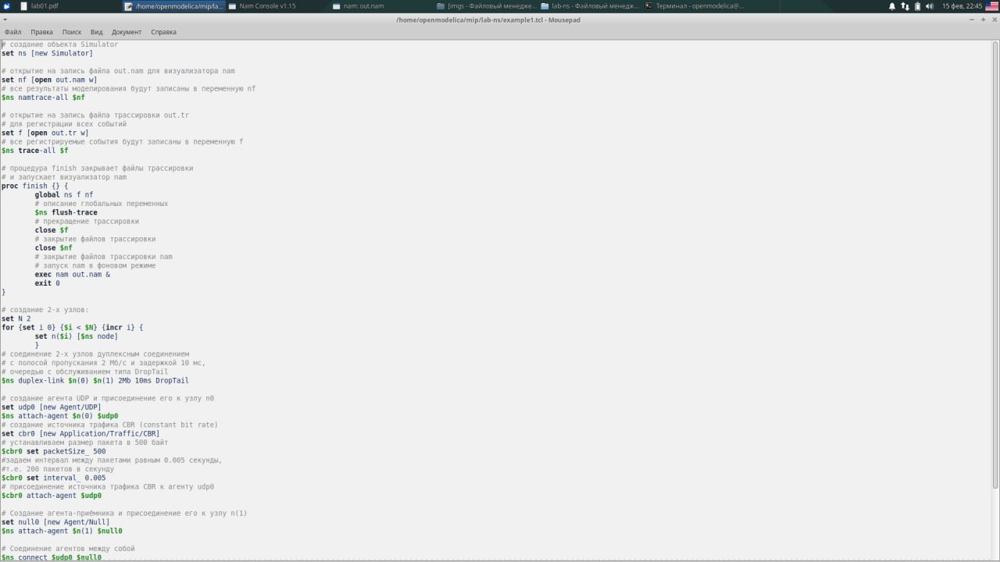 lab01.pdf
/home/openmodelica/mip/la...
Nam Console v1.15
nam: out.nam
[imgs - Файловый менедже...
lab-ns - Файловый менедж...
Терминал - openmodelica@...
15 фев, 22:45
/home/openmodelica/mip/lab-ns/example1.tcl - Mousepad
Файл Правка Поиск Вид Документ Справка
# создание объекта Simulator
set ns [new Simulator]
# открытие на запись файла out.nam для визуализатора nam
set nf [open out.nam w]
# все результаты моделирования будут записаны в переменную nf
$ns namtrace-all $nf
# открытие на запись файла трассировки out.tr
# для регистрации всех событий
set f [open out.tr w]
# все регистрируемые события будут записаны в переменную f
$ns trace-all $f
# процедура finish закрывает файлы трассировки
# и запускает визуализатор nam
proc finish {} {
global ns f nf
# описание глобальных переменных
$ns flush-trace
# прекращение трассировки
close $f
# закрытие файлов трассировки
close $nf
# закрытие файлов трассировки nam
# запуск nam в фоновом режиме
exec nam out.nam &
exit 0
}
# создание 2-х узлов:
set N 2
for {set i 0} {$i < $N} {incr i} {
set n($i) [$ns node]
}
# соединение 2-х узлов дуплексным соединением
# с полосой пропускания 2 Мб/с и задержкой 10 мс,
# очередью с обслуживанием типа DropTail
$ns duplex-link $n(0) $n(1) 2Mb 10ms DropTail
# создание агента UDP и присоединение его к узлу n0
set udp0 [new Agent/UDP]
$ns attach-agent $n(0) $udp0
# создание источника трафика CBR (constant bit rate)
set cbr0 [new Application/Traffic/CBR]
# устанавливаем размер пакета в 500 байт
$cbr0 set packetSize_ 500
#задаем интервал между пакетами равным 0.005 секунды,
#т.е. 200 пакетов в секунду
$cbr0 set interval_ 0.005
# присоединение источника трафика CBR к агенту udp0
$cbr0 attach-agent $udp0
# Создание агента-приёмника и присоединение его к узлу n(1)
set null0 [new Agent/Null]
$ns attach-agent $n(1) $null0
# Соединение агентов между собой
$ns connect $udp0 $null0